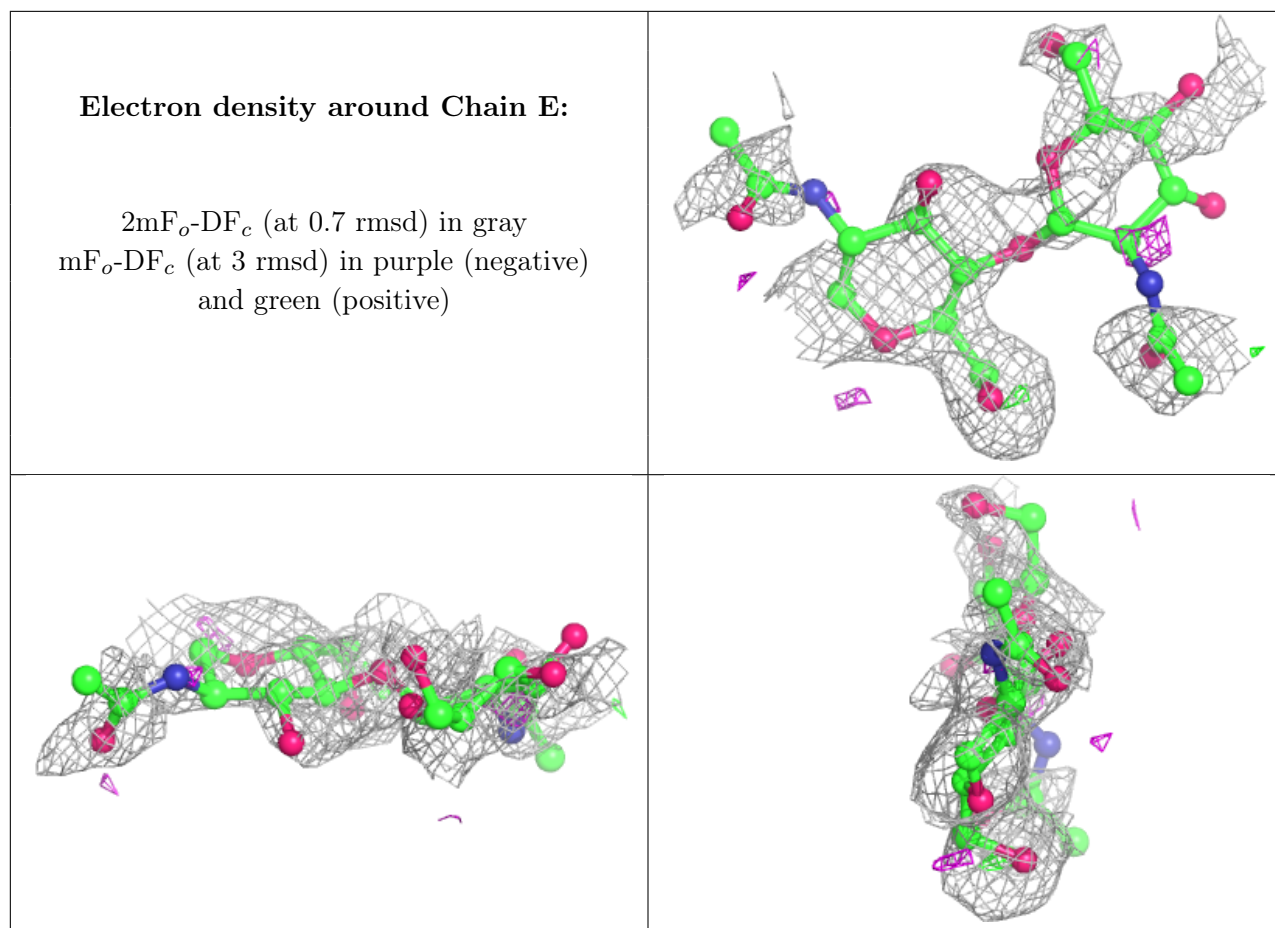 Electron density around Chain E:
2mFo-DFc (at 0.7 rmsd) in gray
mFo-DFc (at 3 rmsd) in purple (negative)
and green (positive)